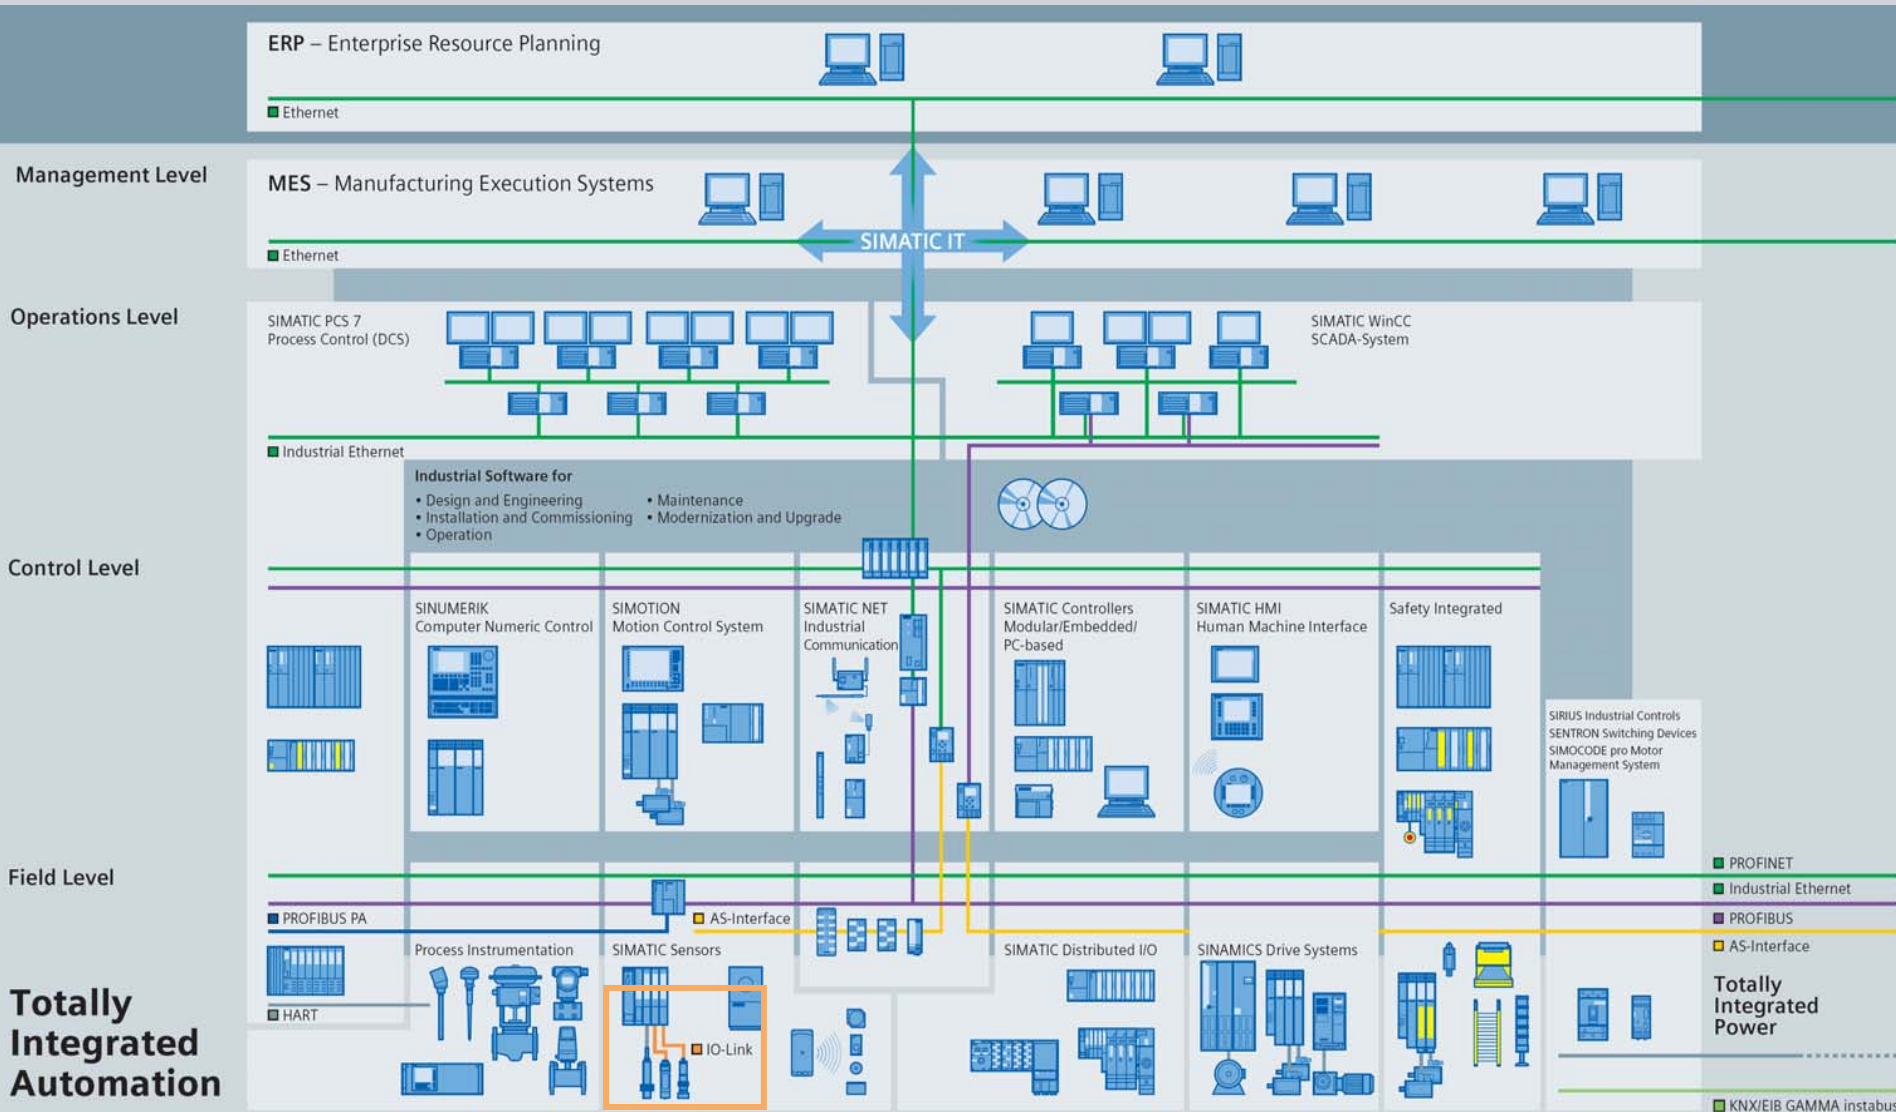 ERP – Enterprise Resource Planning
Ethernet
Management Level
MES – Manufacturing Execution Systems
SIMATIC IT
Ethernet
Operations Level
SIMATIC PCS 7
Process Control (DCS)
SIMATIC WinCC
SCADA-System
Industrial Ethernet
Industrial Software for
• Design and Engineering
• Installation and Commissioning
• Operation
• Maintenance
• Modernization and Upgrade
Control Level
SINUMERIK
Computer Numeric Control
SIMOTION
Motion Control System
SIMATIC NET
Industrial
Communication
SIMATIC Controllers
Modular/Embedded/
PC-based
SIMATIC HMI
Human Machine Interface
Safety Integrated
SIRIUS Industrial Controls
SENTRON Switching Devices
SIMOCODE pro Motor
Management System
Field Level
PROFINET
Industrial Ethernet
PROFIBUS
AS-Interface
PROFIBUS PA
AS-Interface
Process Instrumentation
SIMATIC Sensors
SIMATIC Distributed I/O
SINAMICS Drive Systems
HART
IO-Link
Totally
Integrated
Automation
Totally
Integrated
Power
KNX/EIB GAMMA instabus